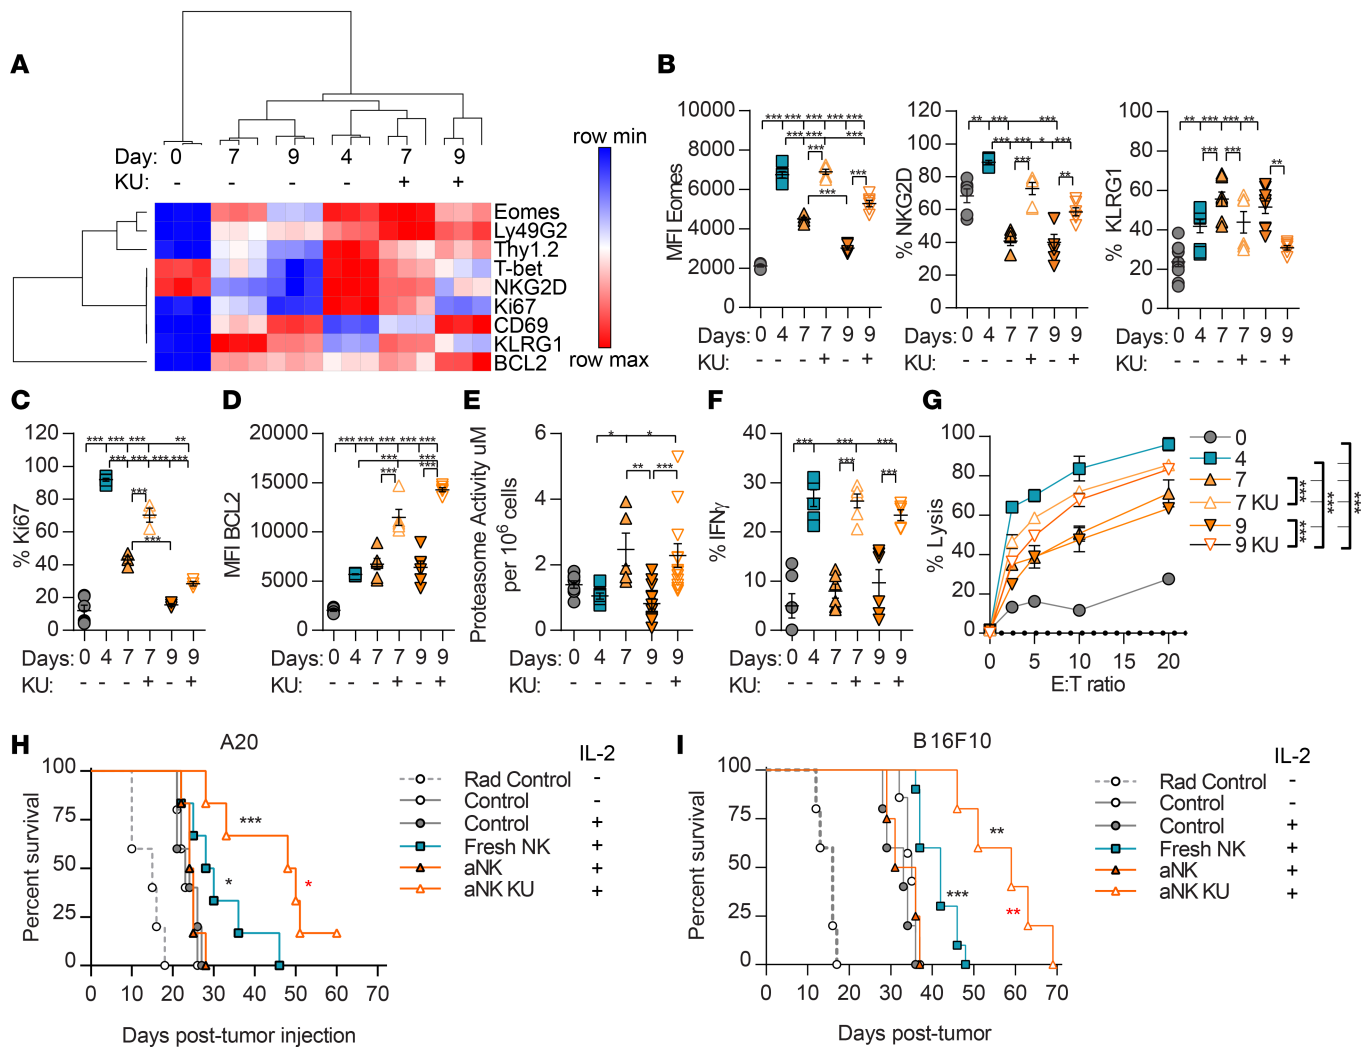 A
Day: 0 7 9 4 7 9
KU: - - - - + +
Eomes
Ly49G2
Thy1.2
T-bet
NKG2D
Ki67
CD69
KLRG1
BCL2
row min
row max
B
MFI Eomes
10000
8000
6000
4000
2000
0
*** *** *** *** ***
*** *** ***
***
***
***
Days: 0 4 7 7 9 9
KU: - - - + - +
% NKG2D
120
100
80
60
40
20
0
** *** ***
*** *** * ***
***
**
0 4 7 7 9 9
- - - + - +
% KLRG1
100
80
60
40
20
0
** *** *** **
*** ***
**
0 4 7 7 9 9
- - - + - +
C
% Ki67
120
100
80
60
40
20
0
*** *** *** **
*** *** *** ***
***
***
Days: 0 4 7 7 9 9
KU: - - - + - +
D
MFI BCL2
20000
15000
10000
5000
0
*** *** *** *** ***
*** ***
*** ***
0 4 7 7 9 9
- - - + - +
E
Proteasome Activity uM
per 10⁶ cells
6
4
2
0
* *
** ***
Days: 0 4 7 9 9
KU: - - - - +
F
% IFNγ
40
30
20
10
0
*** *** ***
*** ***
0 4 7 7 9 9
- - - + - +
G
% Lysis
100
80
60
40
20
0
0 5 10 15 20
E:T ratio
0
4
7
7 KU
9
9 KU
***
***
***
***
H
A20
Percent survival
100
75
50
25
0
0 10 20 30 40 50 60 70
Days post-tumor injection
***
*
*
IL-2
Rad Control -
Control -
Control +
Fresh NK +
aNK +
aNK KU +
I
B16F10
Percent survival
100
75
50
25
0
0 10 20 30 40 50 60 70
Days post-tumor
**
***
**
IL-2
Rad Control -
Control -
Control +
Fresh NK +
aNK +
aNK KU +